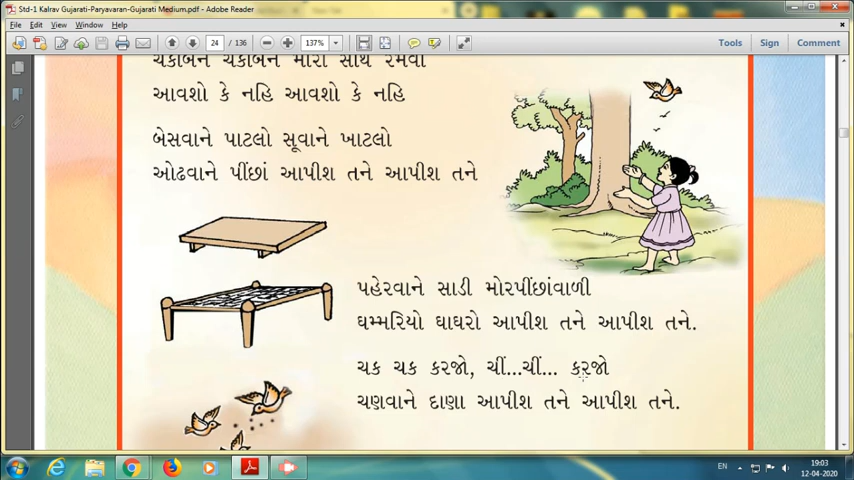 Std-1 Kalrav Gujarati-Paryavaran-Gujarati Medium.pdf - Adobe Reader
File Edit View Window Help
24 / 136 137% Tools Sign Comment
ચકીબેન ચકીબેન મારી સાથે રમવા
આવશો કે નહિ આવશો કે નહિ
બેસવાને પાટલો સૂવાને ખાટલો
ઓઢવાને પીંછાં આપીશ તને આપીશ તને
પહેરવાને સાડી મોરપીંછાંવાળી
ઘમ્મરિયો ઘાઘરો આપીશ તને આપીશ તને.
ચક ચક કરજો, ચીં...ચીં... કરજો
ચણવાને દાણા આપીશ તને આપીશ તને.
EN 19:03
12-04-2020